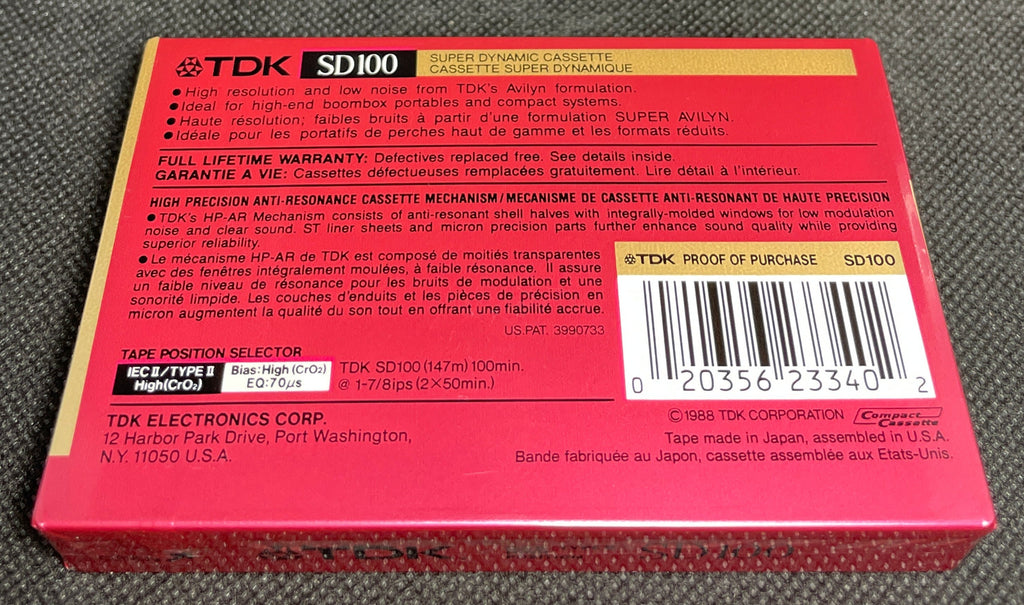 TDK SD100 SUPER DYNAMIC CASSETTE
CASSETTE SUPER DYNAMIQUE
● High resolution and low noise from TDK's Avilyn formulation.
● Ideal for high-end boombox portables and compact systems.
● Haute résolution; faibles bruits à partir d'une formulation SUPER AVILYN.
● Idéale pour les portatifs de perches haut de gamme et les formats réduits.
FULL LIFETIME WARRANTY: Defectives replaced free. See details inside.
GARANTIE A VIE: Cassettes défectueuses remplacées gratuitement. Lire détail à l'intérieur.
HIGH PRECISION ANTI-RESONANCE CASSETTE MECHANISM/MECANISME DE CASSETTE ANTI-RESONANT DE HAUTE PRECISION
● TDK's HP-AR Mechanism consists of anti-resonant shell halves with integrally-molded windows for low modulation
noise and clear sound. ST liner sheets and micron precision parts further enhance sound quality while providing
superior reliability.
● Le mécanisme HP-AR de TDK est composé de moitiés transparentes
avec des fenêtres intégralement moulées, à faible résonance. Il assure
un faible niveau de résonance pour les bruits de modulation et une
sonorité limpide. Les couches d'enduits et les pièces de précision en
micron augmentent la qualité du son tout en offrant une fiabilité accrue.
US.PAT. 3990733
TDK PROOF OF PURCHASE SD100
0 20356 23340 2
TAPE POSITION SELECTOR
IEC II/TYPE II
High(CrO₂)
Bias:High (CrO₂)
EQ:70μs
TDK SD100 (147m) 100min.
@ 1-7/8ips (2×50min.)
TDK ELECTRONICS CORP.
12 Harbor Park Drive, Port Washington,
N.Y. 11050 U.S.A.
©1988 TDK CORPORATION Compact Cassette
Tape made in Japan, assembled in U.S.A.
Bande fabriquée au Japon, cassette assemblée aux Etats-Unis.
TDK SD100